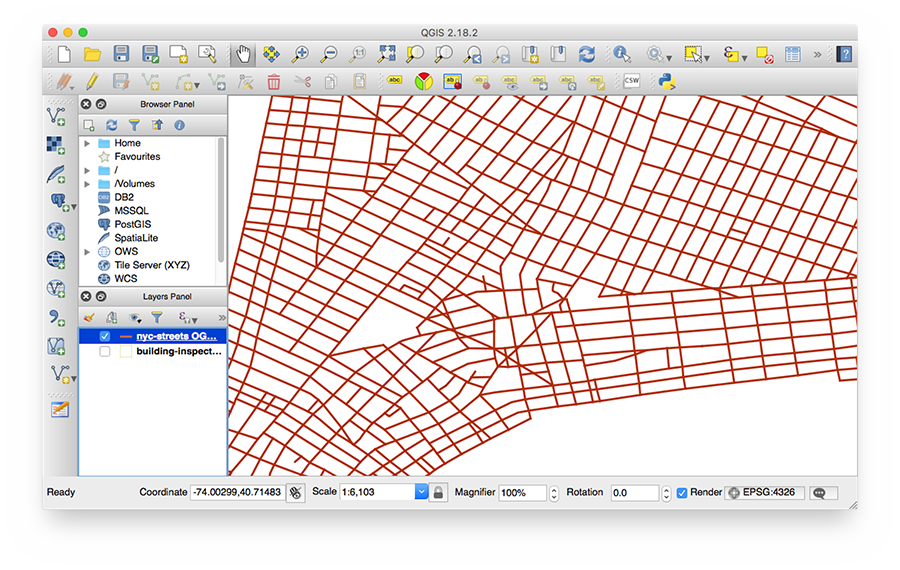 QGIS 2.18.2
abc
CSW
Browser Panel
Home
Favourites
/
/Volumes
DB2
MSSQL
PostGIS
SpatiaLite
OWS
Tile Server (XYZ)
WCS
Layers Panel
nyc-streets OG...
building-inspect...
Ready
Coordinate -74.00299,40.71483
Scale 1:6,103
Magnifier 100%
Rotation 0.0
Render
EPSG:4326